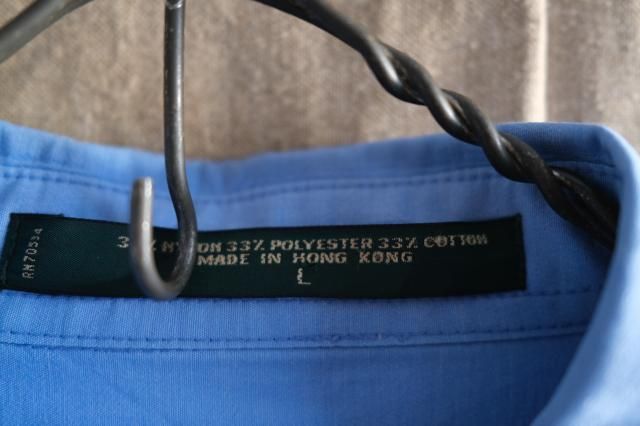 33% POLYESTER 33% COTTON
MADE IN HONG KONG
L
RN70334